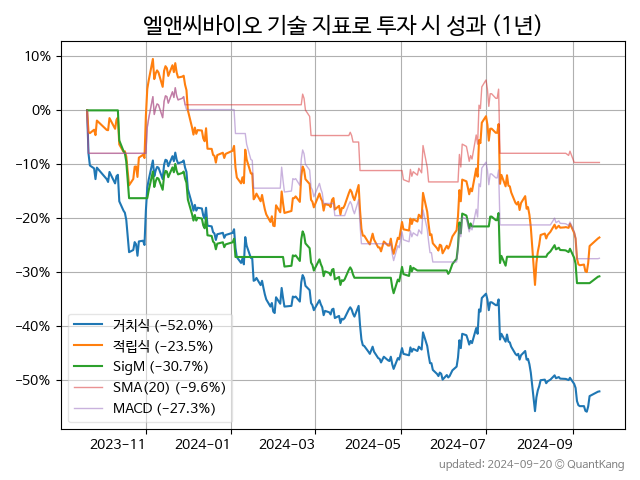 엘앤씨바이오 기술 지표로 투자 시 성과 (1년)
10%
0%
−10%
−20%
−30%
−40%
−50%
거치식 (−52.0%)
적립식 (−23.5%)
SigM (−30.7%)
SMA(20) (−9.6%)
MACD (−27.3%)
2023−11
2024−01
2024−03
2024−05
2024−07
2024−09
updated: 2024−09−20 © QuantKang